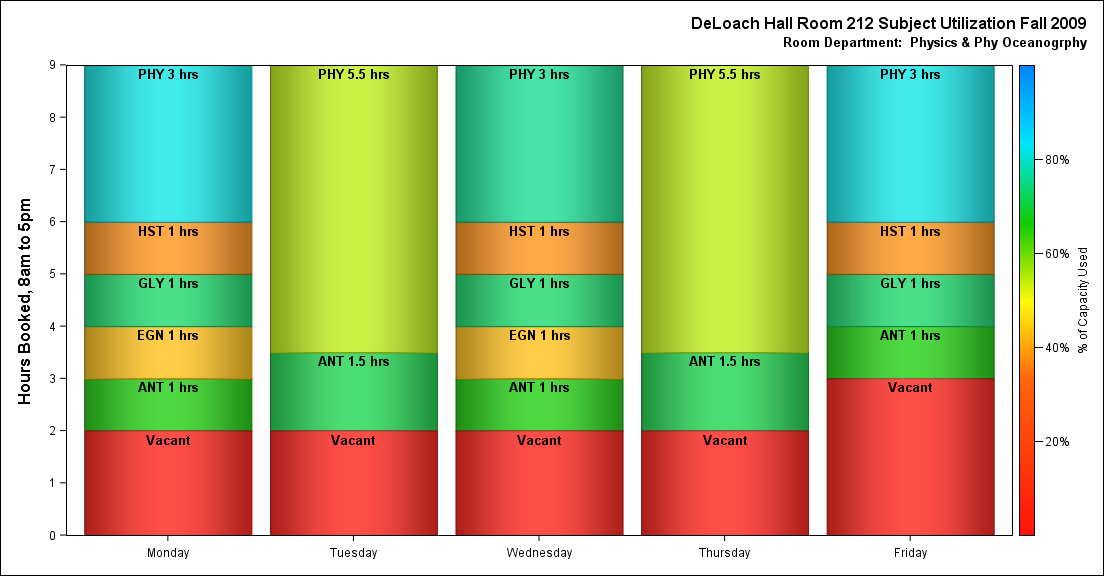 DeLoach Hall Room 212 Subject Utilization Fall 2009
Room Department:  Physics & Phy Oceanogrphy
Hours Booked, 8am to 5pm
9
8
7
6
5
4
3
2
1
0
PHY 3 hrs
HST 1 hrs
GLY 1 hrs
EGN 1 hrs
ANT 1 hrs
Vacant
Monday
PHY 5.5 hrs
ANT 1.5 hrs
Vacant
Tuesday
PHY 3 hrs
HST 1 hrs
GLY 1 hrs
EGN 1 hrs
ANT 1 hrs
Vacant
Wednesday
PHY 5.5 hrs
ANT 1.5 hrs
Vacant
Thursday
PHY 3 hrs
HST 1 hrs
GLY 1 hrs
ANT 1 hrs
Vacant
Friday
80%
60%
40%
20%
% of Capacity Used